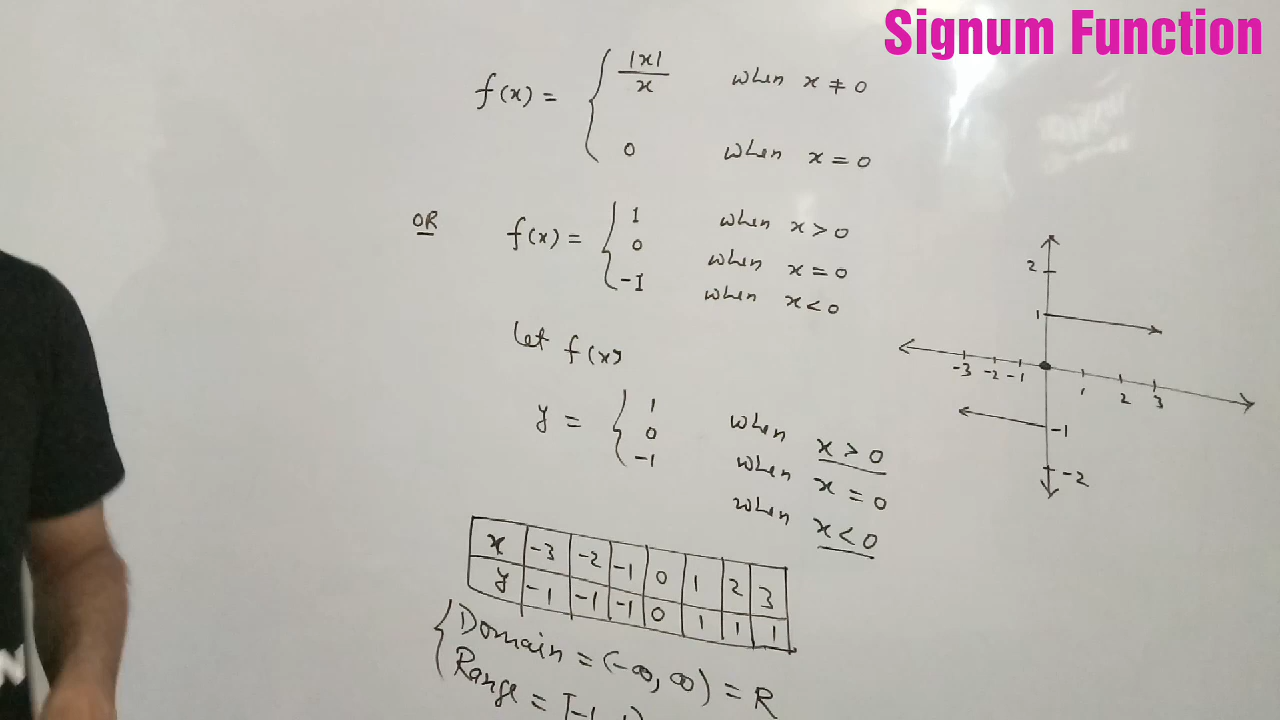 Signum Function
f(x) = { |x|/x when x ≠ 0
0 when x = 0
OR f(x) = { 1 when x > 0
0 when x = 0
-1 when x < 0
Let f(x)
y = { 1 when x > 0
0 when x = 0
-1 when x < 0
x -3 -2 -1 0 1 2 3
y -1 -1 -1 0 1 1 1
{ Domain = (-∞, ∞) = R
Range =
2
1
-3 -2 -1 1 2 3
-1
-2